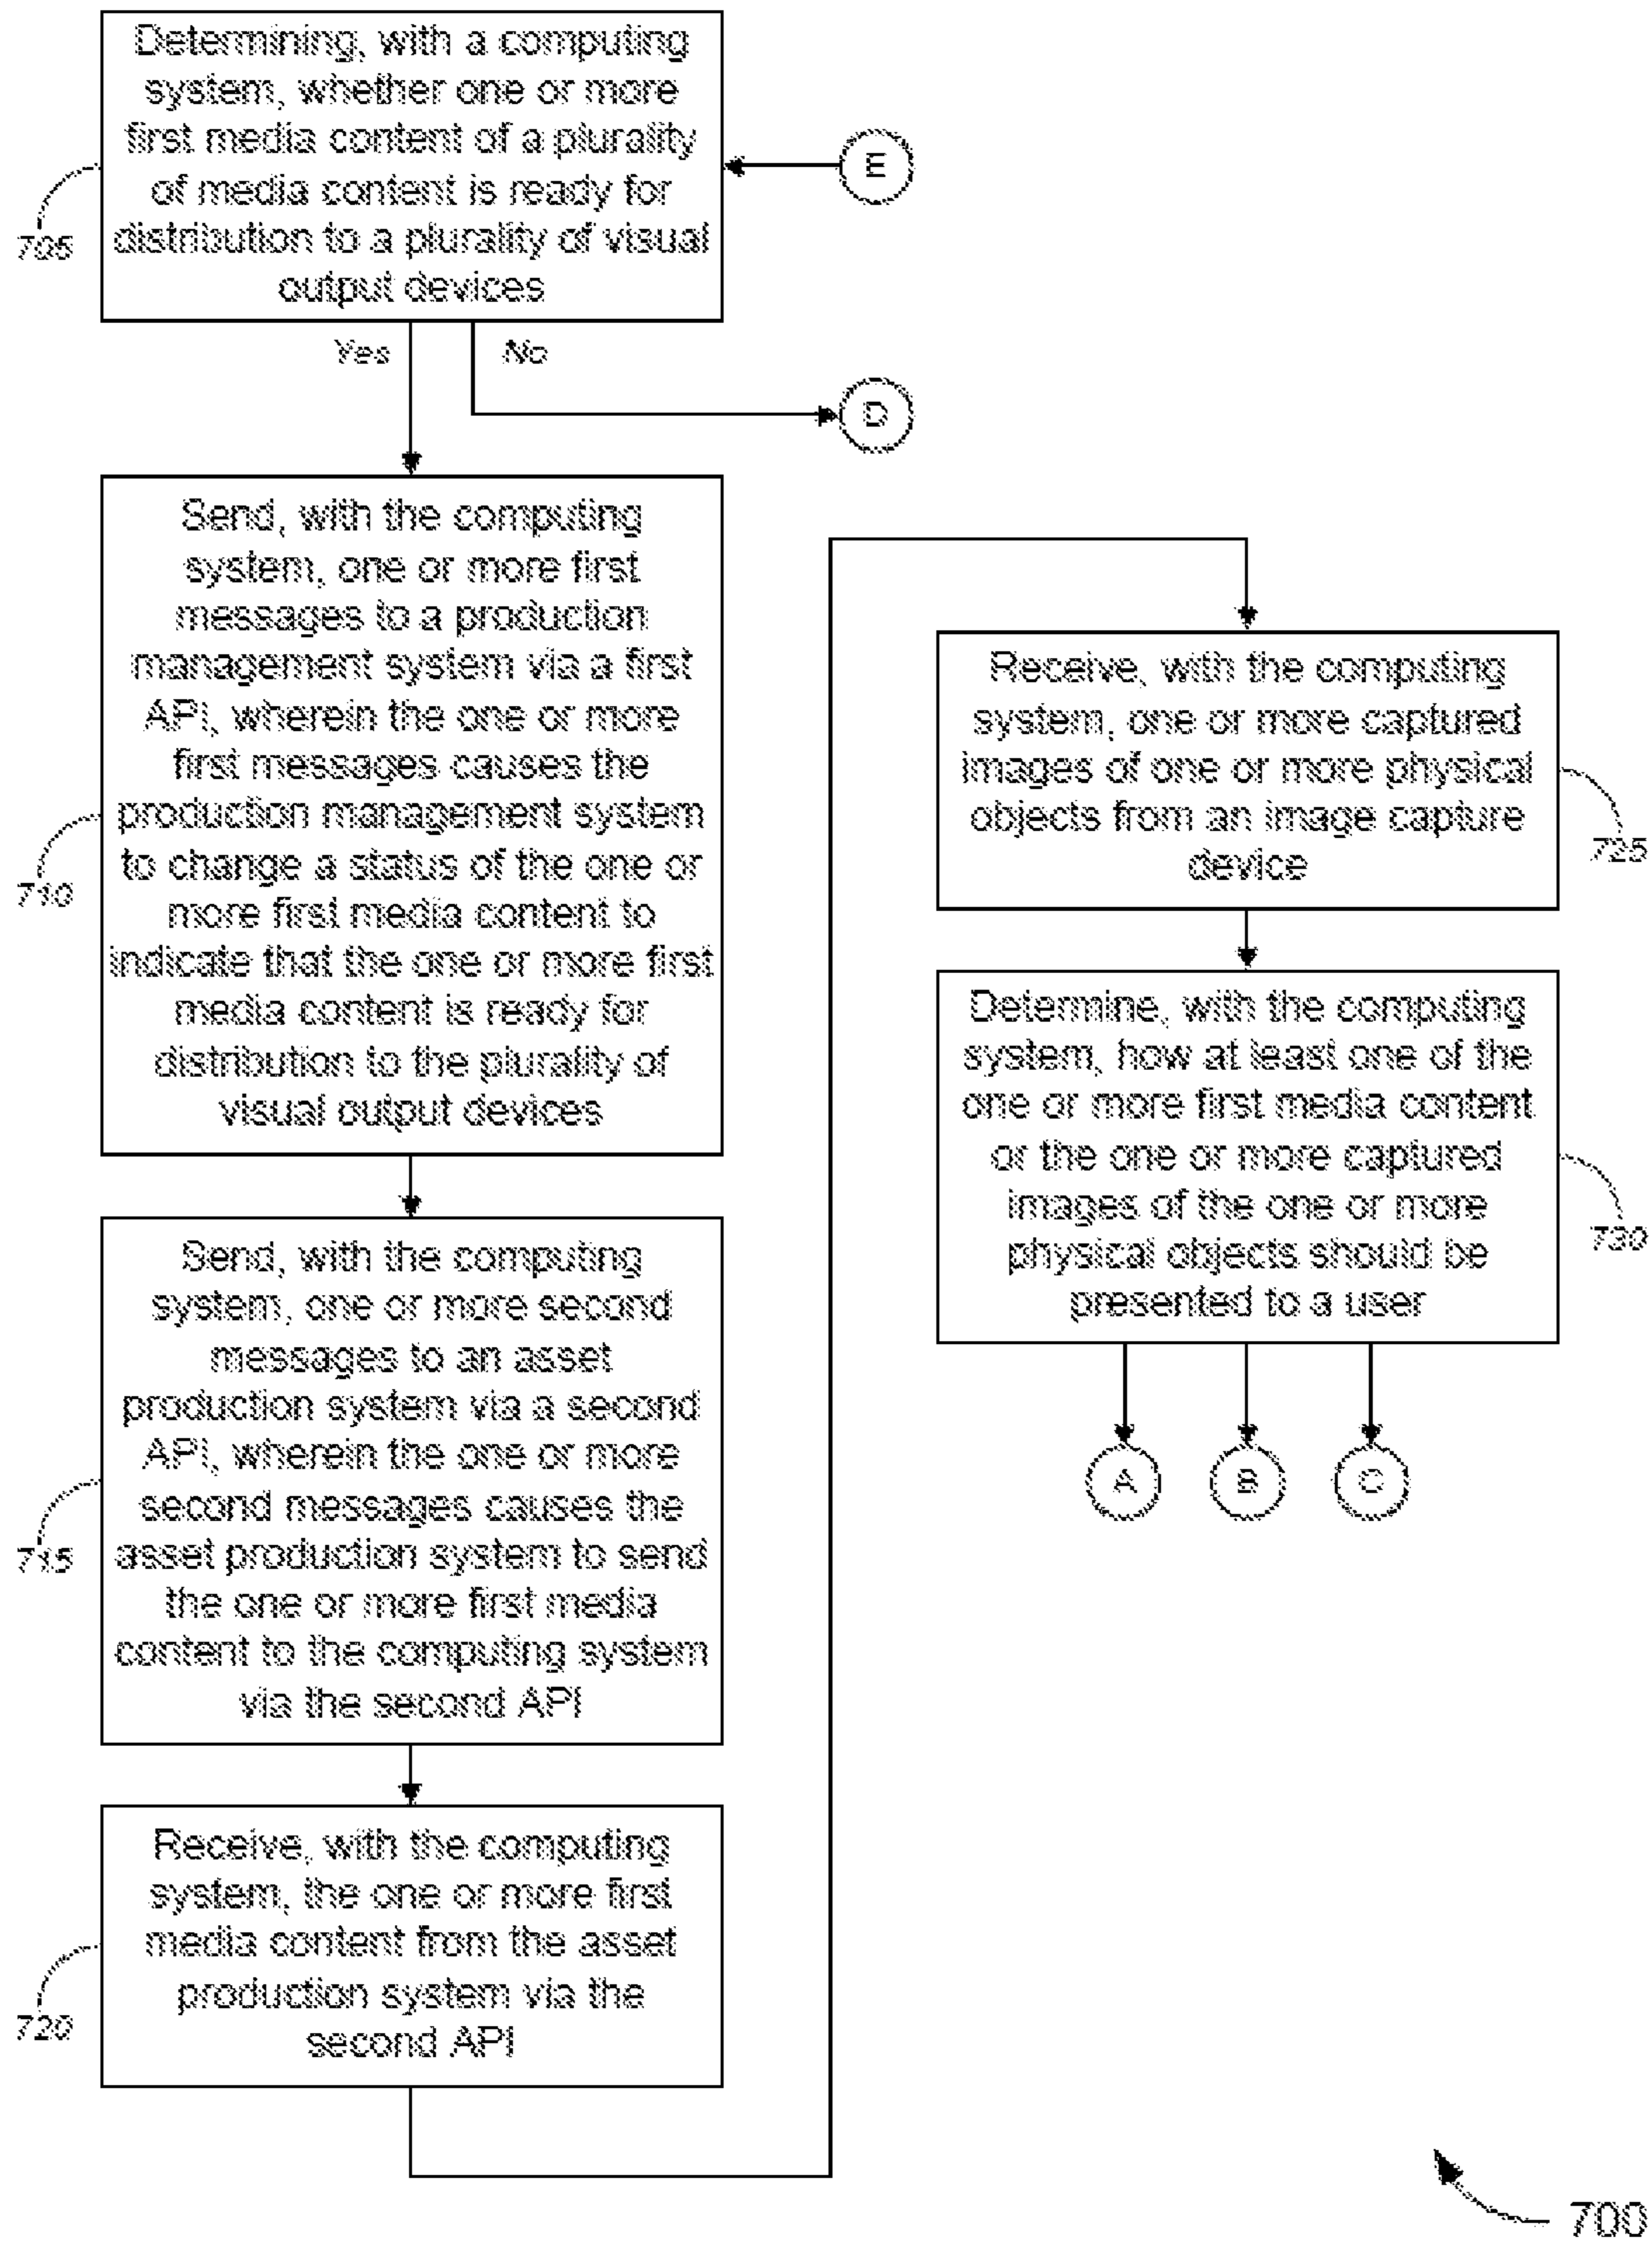 Determining, with a computing
system, whether one or more
first media content of a plurality
of media content is ready for
distribution to a plurality of visual
output devices
705
E
Yes
No
D
Send, with the computing
system, one or more first
messages to a production
management system via a first
API, wherein the one or more
first messages causes the
production management system
to change a status of the one or
more first media content to
indicate that the one or more first
media content is ready for
distribution to the plurality of
visual output devices
710
Send, with the computing
system, one or more second
messages to an asset
production system via a second
API, wherein the one or more
second messages causes the
asset production system to send
the one or more first media
content to the computing system
via the second API
715
Receive, with the computing
system, the one or more first
media content from the asset
production system via the
second API
720
Receive, with the computing
system, one or more captured
images of one or more physical
objects from an image capture
device
725
Determine, with the computing
system, how at least one of the
one or more first media content
or the one or more captured
images of the one or more
physical objects should be
presented to a user
730
A
B
C
700